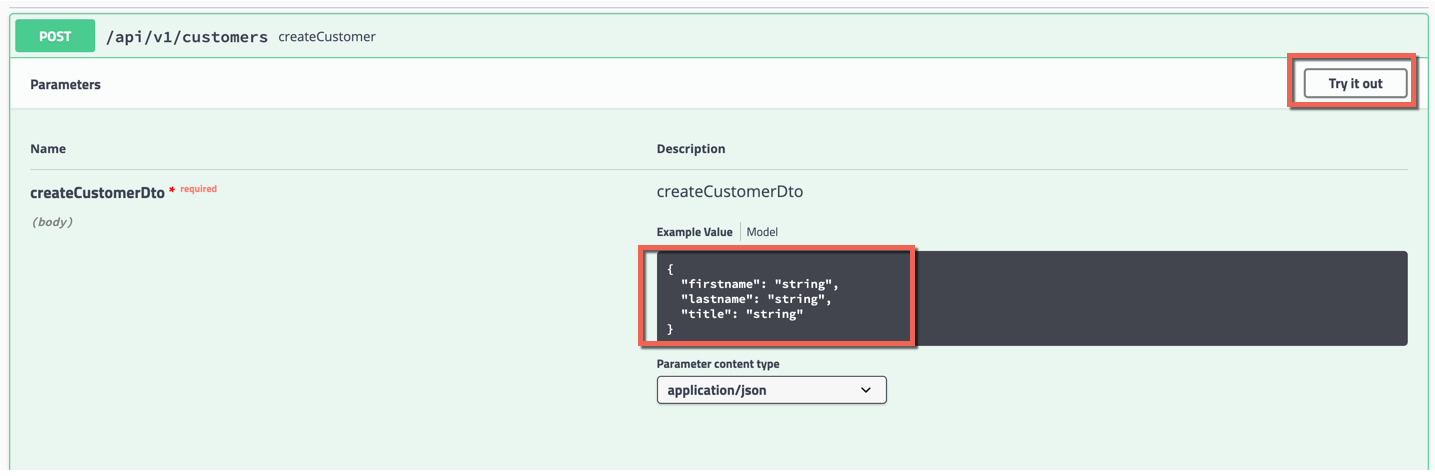 POST /api/v1/customers createCustomer
Parameters
Try it out
Name
Description
createCustomerDto * required
(body)
createCustomerDto
Example Value Model
{
"firstname": "string",
"lastname": "string",
"title": "string"
}
Parameter content type
application/json